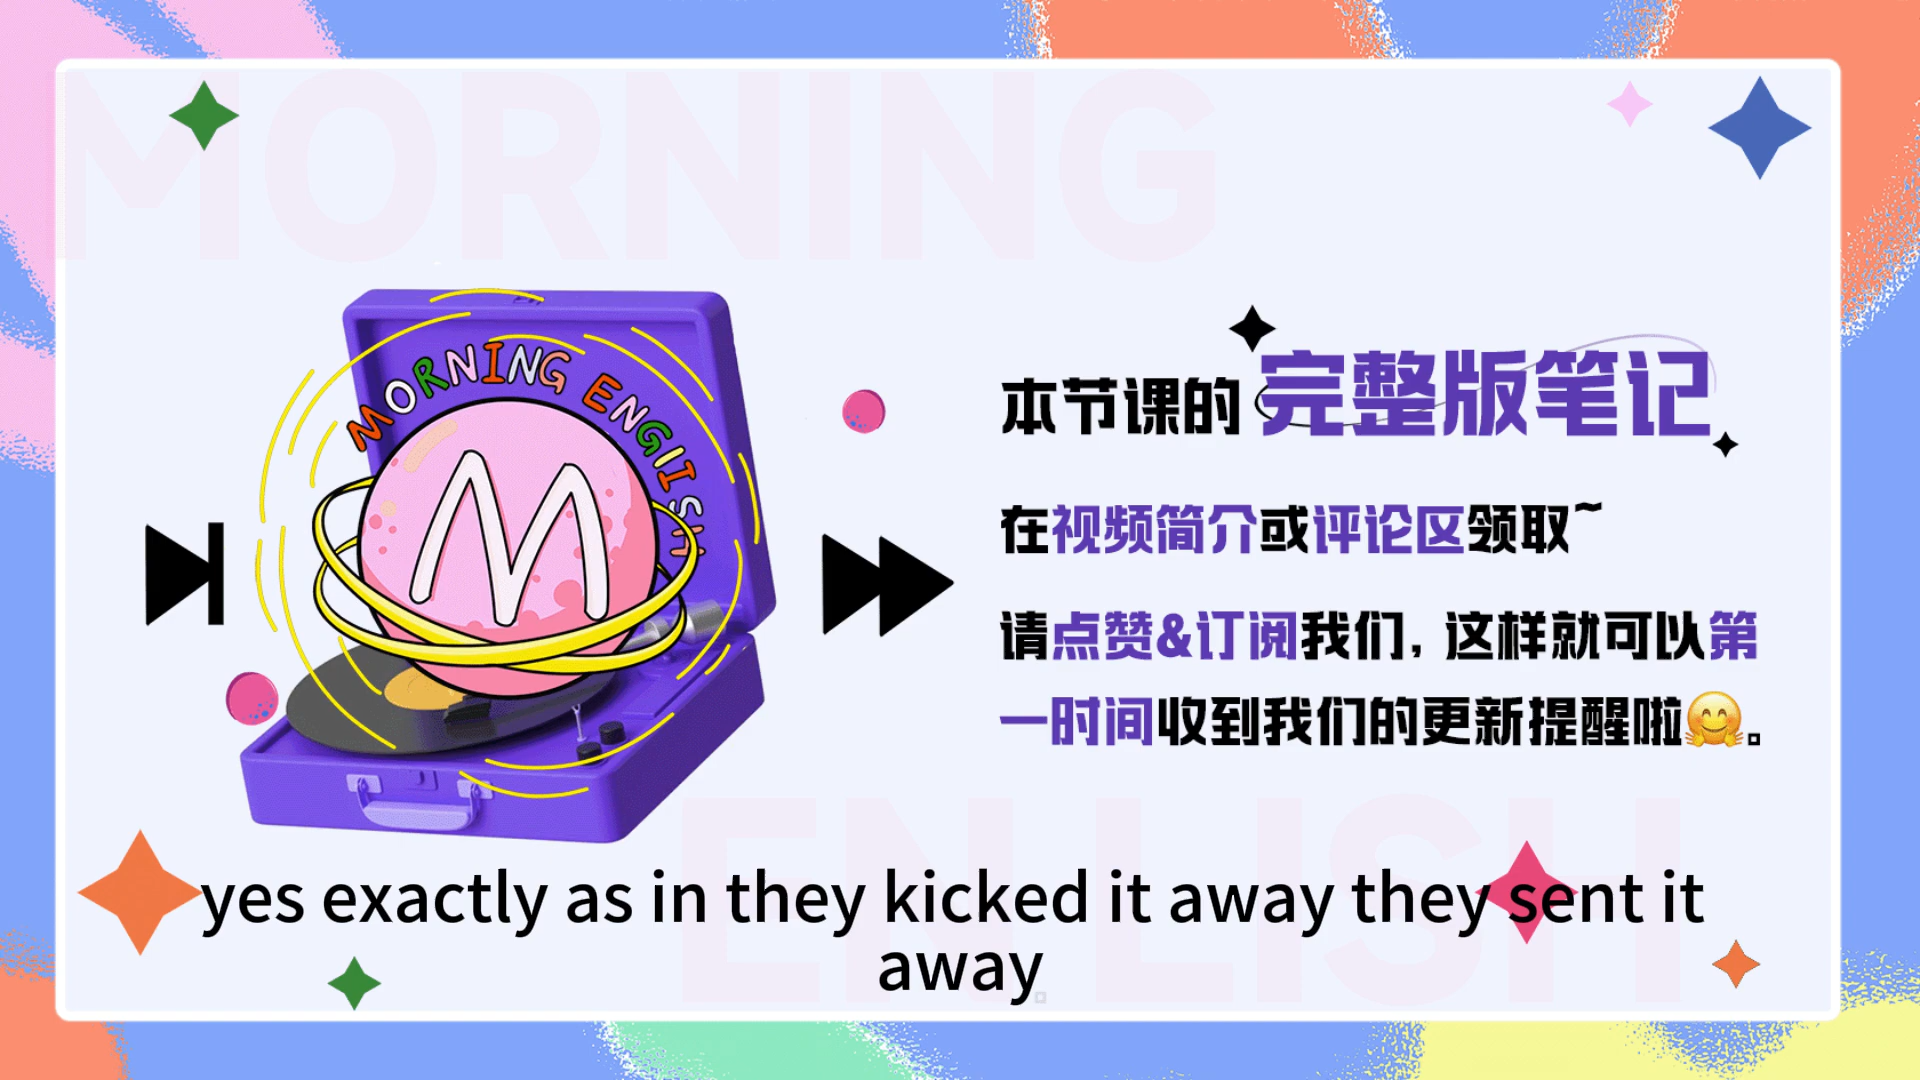 MORNING
MORNING ENGLISH
M
本节课的完整版笔记
在视频简介或评论区领取~
请点赞&订阅我们，这样就可以第
一时间收到我们的更新提醒啦🤗。
ENGLISH
yes exactly as in they kicked it away they sent it
away。